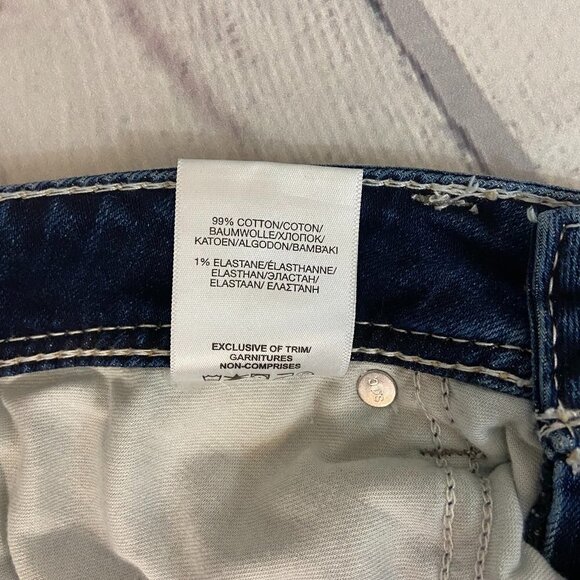 99% COTTON/COTON/
BAUMWOLLE/ХЛОПОК/
KATOEN/ALGODON/BAMBAKI
1% ELASTANE/ÉLASTHANNE/
ELASTHAN/ЭЛАСТАН/
ELASTAAN/ ΕΛΑΣΤΑΝΗ
EXCLUSIVE OF TRIM/
GARNITURES
NON-COMPRISES